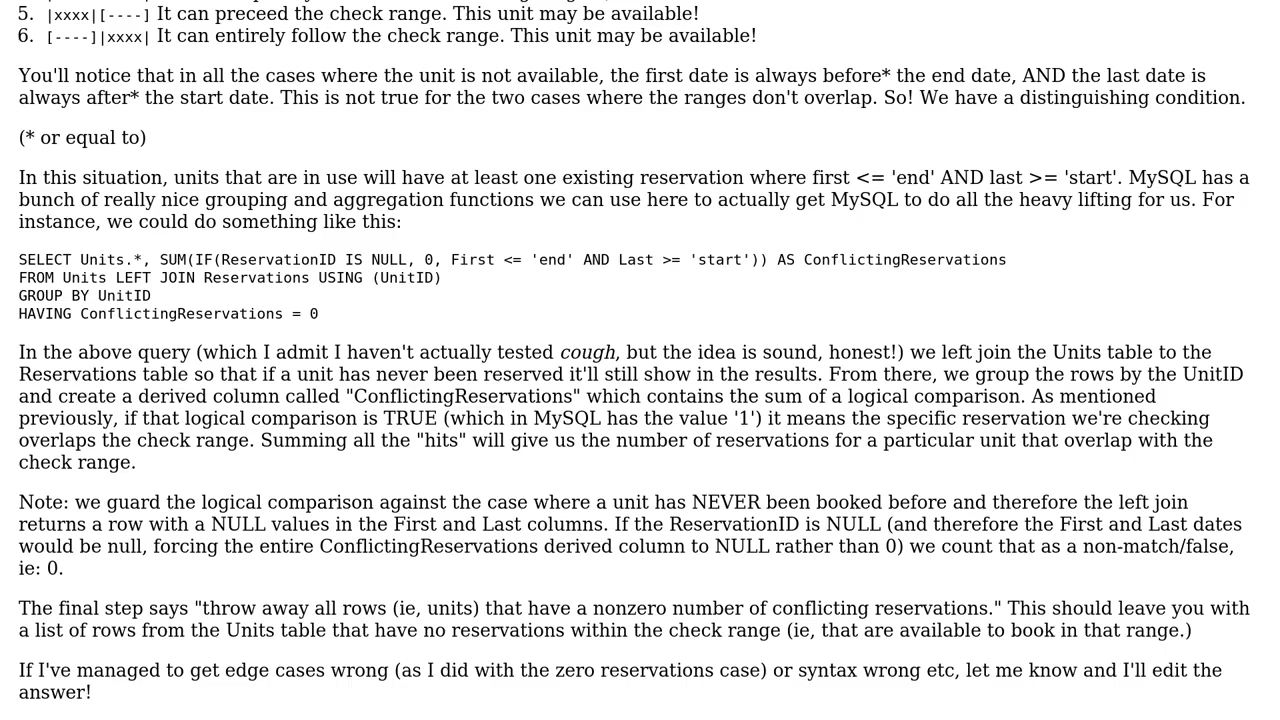 5. |xxxx|[----] It can preceed the check range. This unit may be available!
6. [----]|xxxx| It can entirely follow the check range. This unit may be available!
You'll notice that in all the cases where the unit is not available, the first date is always before* the end date, AND the last date is
always after* the start date. This is not true for the two cases where the ranges don't overlap. So! We have a distinguishing condition.
(* or equal to)
In this situation, units that are in use will have at least one existing reservation where first <= 'end' AND last >= 'start'. MySQL has a
bunch of really nice grouping and aggregation functions we can use here to actually get MySQL to do all the heavy lifting for us. For
instance, we could do something like this:
SELECT Units.*, SUM(IF(ReservationID IS NULL, 0, First <= 'end' AND Last >= 'start')) AS ConflictingReservations
FROM Units LEFT JOIN Reservations USING (UnitID)
GROUP BY UnitID
HAVING ConflictingReservations = 0
In the above query (which I admit I haven't actually tested cough, but the idea is sound, honest!) we left join the Units table to the
Reservations table so that if a unit has never been reserved it'll still show in the results. From there, we group the rows by the UnitID
and create a derived column called "ConflictingReservations" which contains the sum of a logical comparison. As mentioned
previously, if that logical comparison is TRUE (which in MySQL has the value '1') it means the specific reservation we're checking
overlaps the check range. Summing all the "hits" will give us the number of reservations for a particular unit that overlap with the
check range.
Note: we guard the logical comparison against the case where a unit has NEVER been booked before and therefore the left join
returns a row with a NULL values in the First and Last columns. If the ReservationID is NULL (and therefore the First and Last dates
would be null, forcing the entire ConflictingReservations derived column to NULL rather than 0) we count that as a non-match/false,
ie: 0.
The final step says "throw away all rows (ie, units) that have a nonzero number of conflicting reservations." This should leave you with
a list of rows from the Units table that have no reservations within the check range (ie, that are available to book in that range.)
If I've managed to get edge cases wrong (as I did with the zero reservations case) or syntax wrong etc, let me know and I'll edit the
answer!